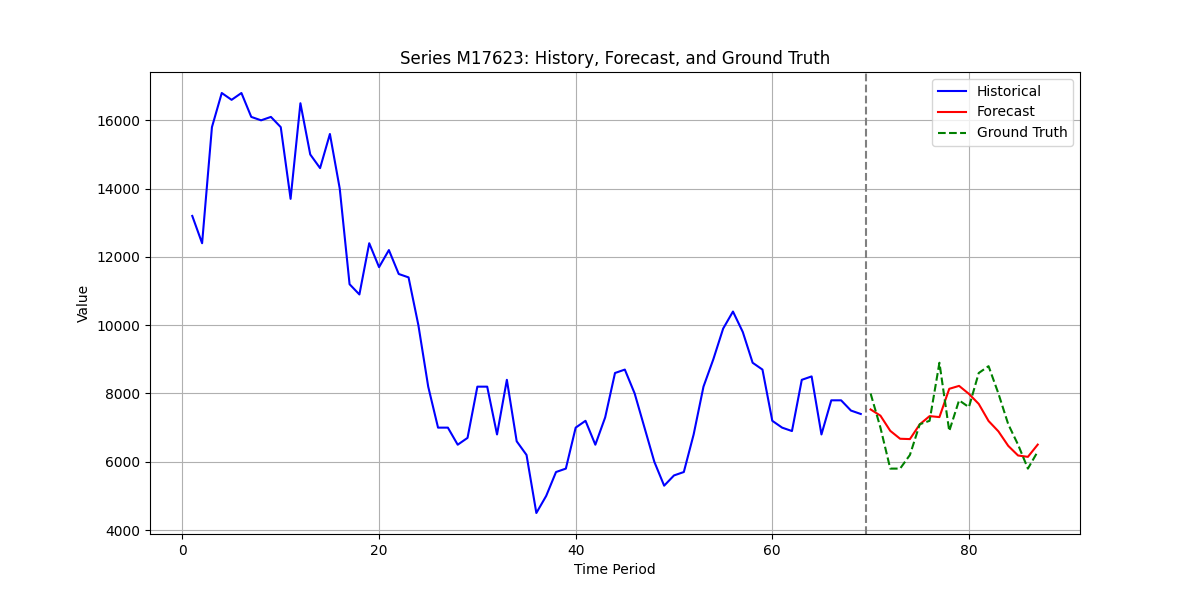 Series M17623: History, Forecast, and Ground Truth
Historical
Forecast
Ground Truth
Value
16000
14000
12000
10000
8000
6000
4000
0 20 40 60 80
Time Period